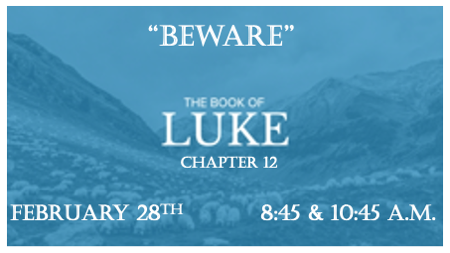 “BEWARE”
THE BOOK OF
LUKE
CHAPTER 12
FEBRUARY 28TH 8:45 & 10:45 A.M.